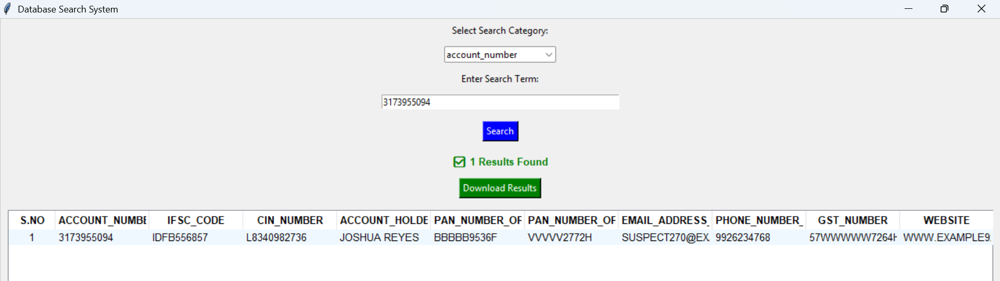 Database Search System
Select Search Category:
account_number
Enter Search Term:
3173955094
Search
1 Results Found
Download Results
S.NO ACCOUNT_NUMBE IFSC_CODE CIN_NUMBER ACCOUNT_HOLDE PAN_NUMBER_OF PAN_NUMBER_OF EMAIL_ADDRESS_ PHONE_NUMBER_ GST_NUMBER WEBSITE
1 3173955094 IDFB556857 L8340982736 JOSHUA REYES BBBBB9536F VVVVV2772H SUSPECT270@EX. 9926234768 57WWWWW7264H WWW.EXAMPLE9